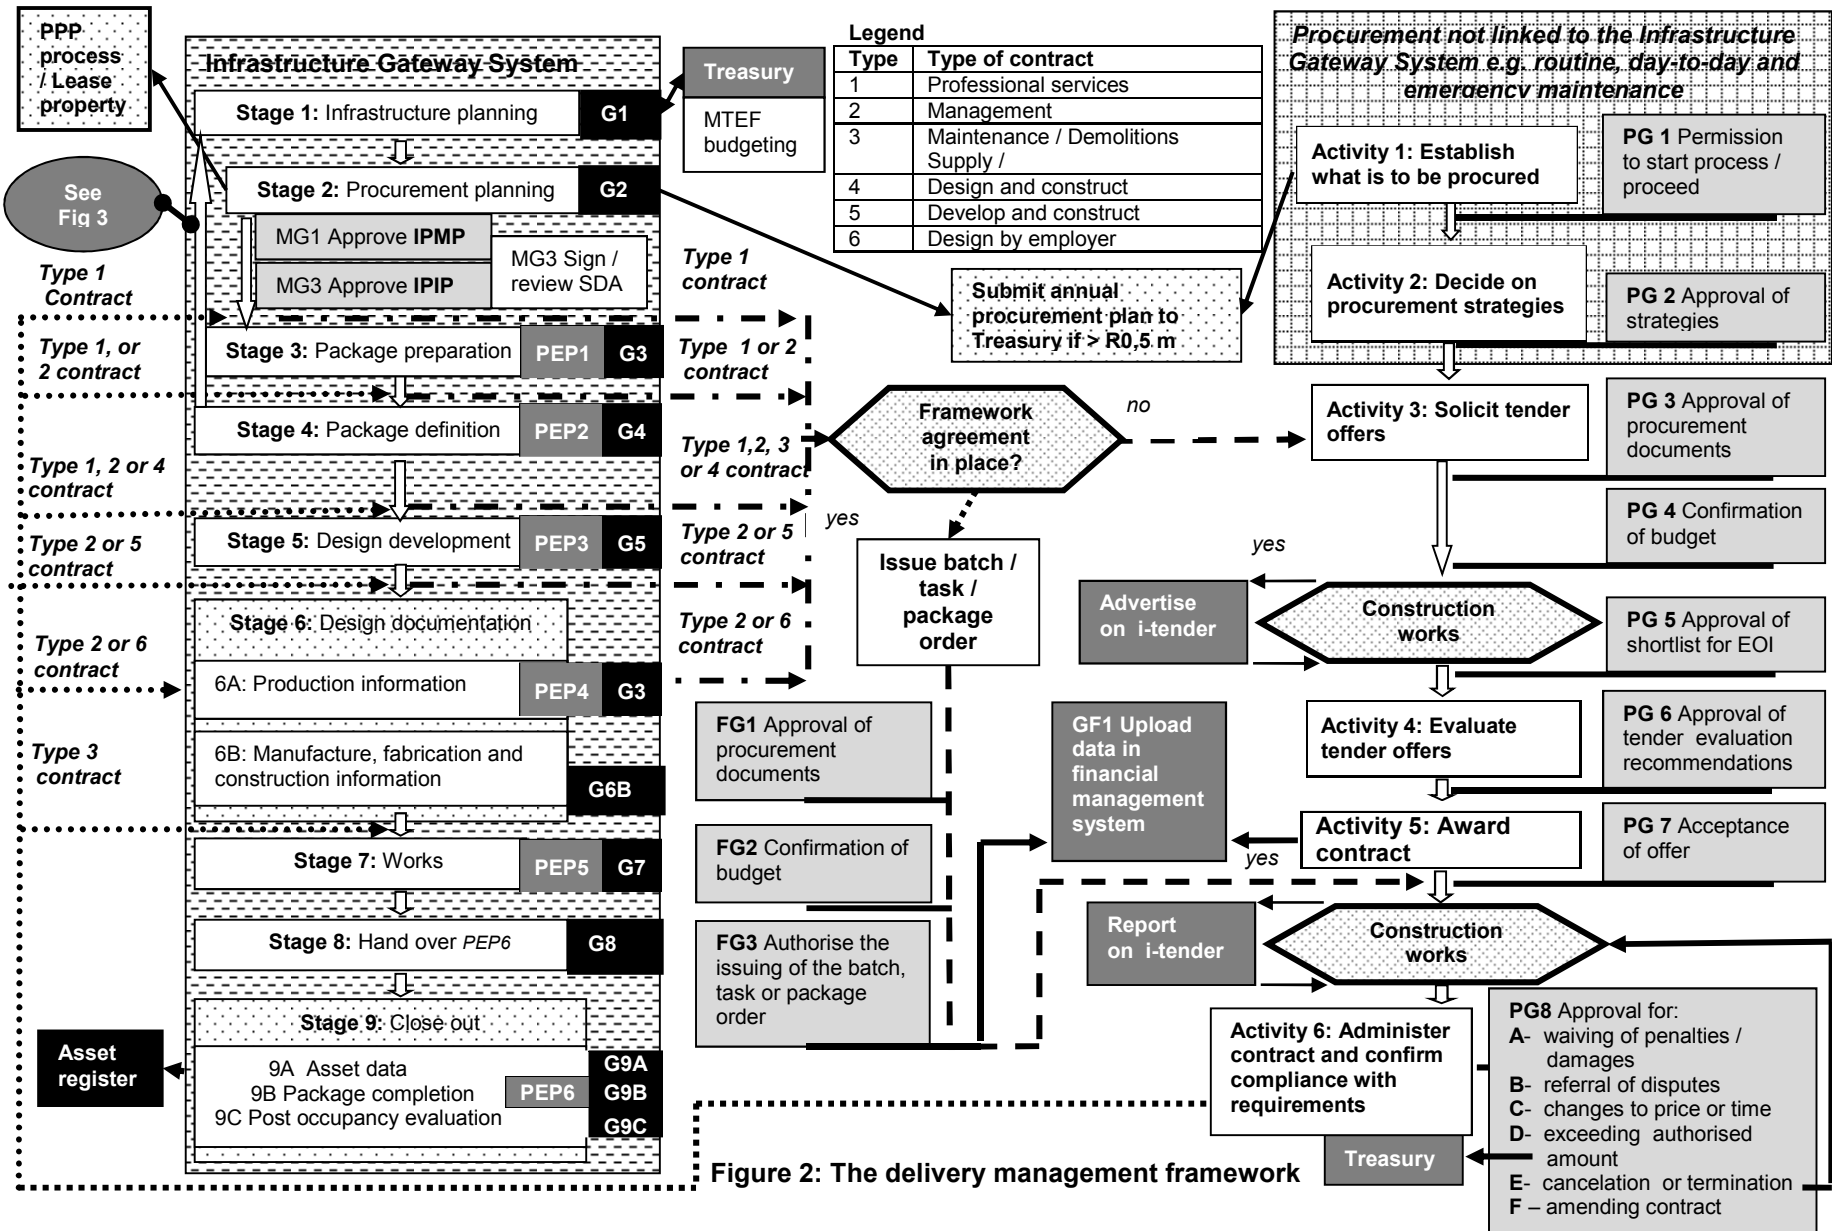 PPP
process
/ Lease
property
Infrastructure Gateway System
Stage 1: Infrastructure planning
G1
Treasury
MTEF
budgeting
Legend
Type Type of contract
1 Professional services
2 Management
3 Maintenance / Demolitions
Supply /
4 Design and construct
5 Develop and construct
6 Design by employer
Procurement not linked to the Infrastructure
Gateway System e.g. routine, day-to-day and
emergency maintenance
Activity 1: Establish
what is to be procured
PG 1 Permission
to start process /
proceed
Activity 2: Decide on
procurement strategies
PG 2 Approval of
strategies
See
Fig 3
Stage 2: Procurement planning
G2
MG1 Approve IPMP
MG3 Approve IPIP
MG3 Sign /
review SDA
Submit annual
procurement plan to
Treasury if > R0,5 m
Type 1
Contract
Type 1
contract
Type 1, or
2 contract
Stage 3: Package preparation
PEP1
G3
Type 1 or 2
contract
Stage 4: Package definition
PEP2
G4
Type 1, 2 or 4
contract
Type 1,2, 3
or 4 contract
Framework
agreement
in place?
no
yes
Activity 3: Solicit tender
offers
PG 3 Approval of
procurement
documents
PG 4 Confirmation
of budget
Type 2 or 5
contract
Stage 5: Design development
PEP3
G5
Type 2 or 5
contract
Issue batch /
task /
package
order
yes
Advertise
on i-tender
Construction
works
PG 5 Approval of
shortlist for EOI
Stage 6: Design documentation
Type 2 or 6
contract
Type 2 or 6
contract
6A: Production information
PEP4
G3
6B: Manufacture, fabrication and
construction information
G6B
Type 3
contract
FG1 Approval of
procurement
documents
FG2 Confirmation of
budget
FG3 Authorise the
issuing of the batch,
task or package
order
GF1 Upload
data in
financial
management
system
Activity 4: Evaluate
tender offers
PG 6 Approval of
tender evaluation
recommendations
Activity 5: Award
contract
yes
PG 7 Acceptance
of offer
Stage 7: Works
PEP5
G7
Stage 8: Hand over PEP6
G8
Report
on i-tender
Construction
works
Stage 9: Close out
9A Asset data
9B Package completion
9C Post occupancy evaluation
PEP6
G9A
G9B
G9C
Asset
register
Activity 6: Administer
contract and confirm
compliance with
requirements
Treasury
PG8 Approval for:
A- waiving of penalties /
damages
B- referral of disputes
C- changes to price or time
D- exceeding authorised
amount
E- cancelation or termination
F – amending contract
Figure 2: The delivery management framework